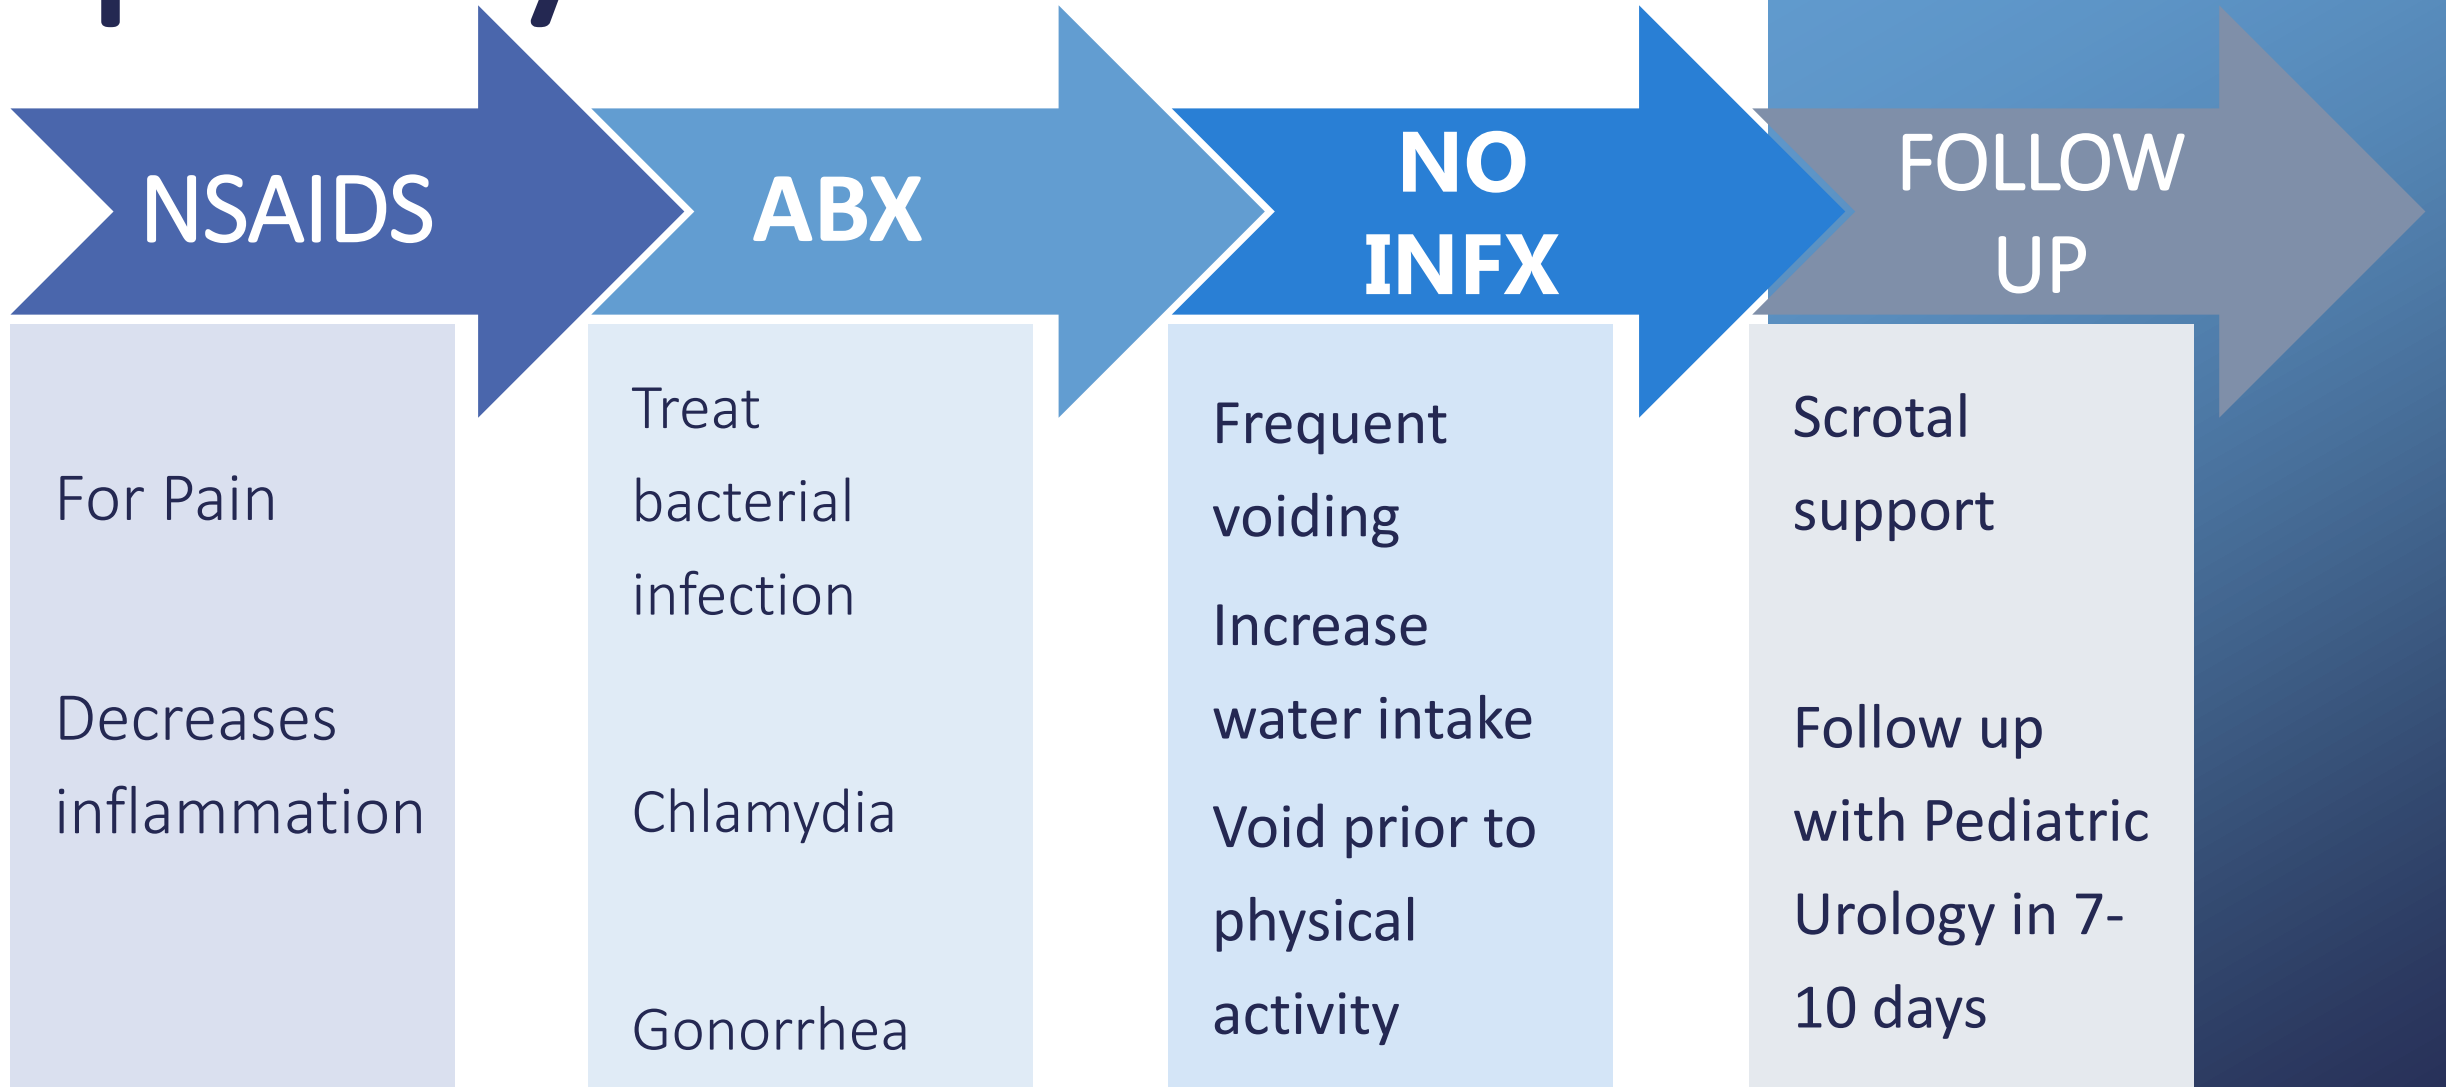 NSAIDS
For Pain
Decreases
inflammation
ABX
Treat
bacterial
infection
Chlamydia
Gonorrhea
NO
INFX
Frequent
voiding
Increase
water intake
Void prior to
physical
activity
FOLLOW
UP
Scrotal
support
Follow up
with Pediatric
Urology in 7-
10 days